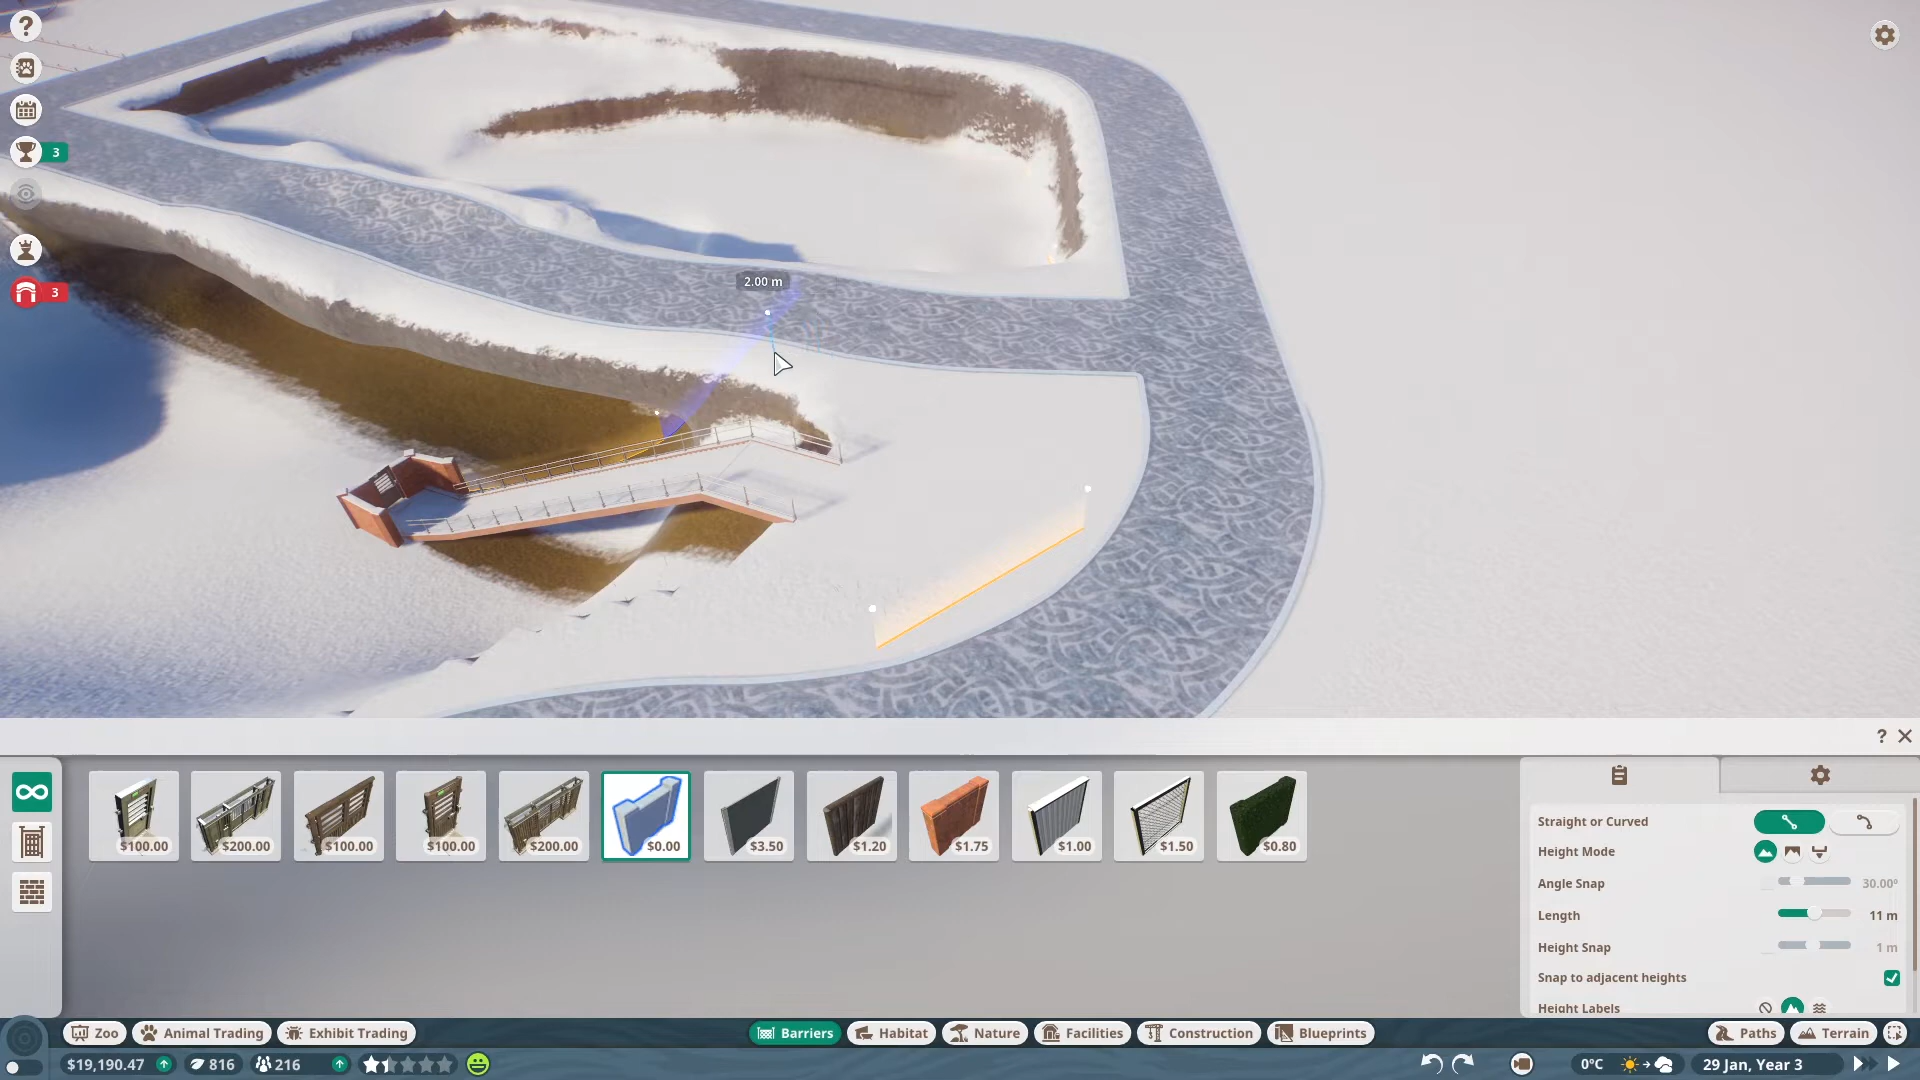 ?
3
3
2.00 m
?
$100.00
$200.00
$100.00
$100.00
$200.00
$0.00
$3.50
$1.20
$1.75
$1.00
$1.50
$0.80
Straight or Curved
Height Mode
Angle Snap 30.00°
Length 11 m
Height Snap 1 m
Snap to adjacent heights
Height Labels
Zoo Animal Trading Exhibit Trading Barriers Habitat Nature Facilities Construction Blueprints Paths Terrain
$19,190.47 816 216 0°C 29 Jan, Year 3